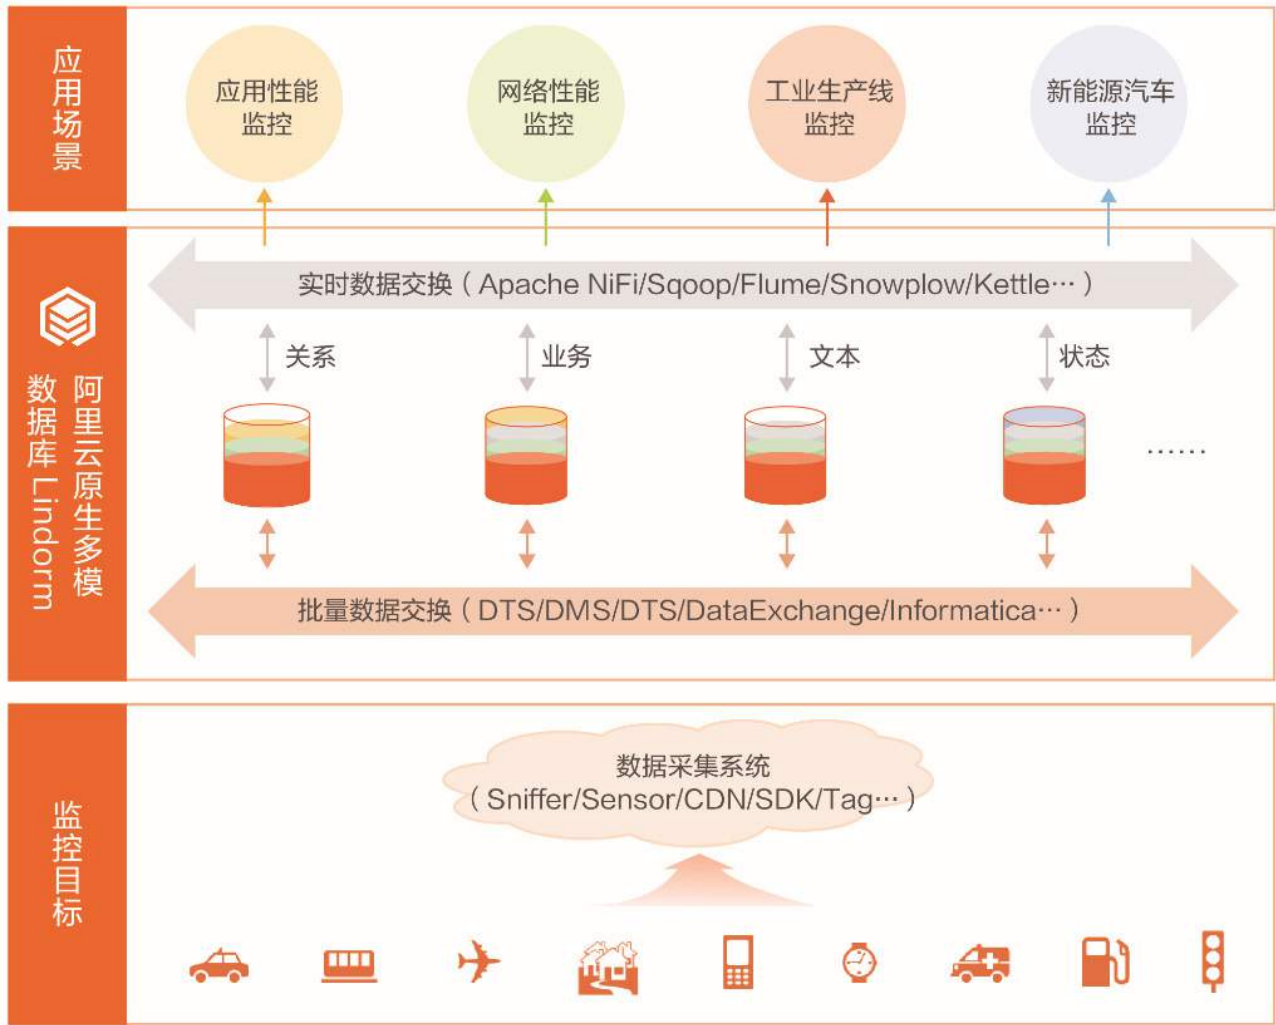 应用场景
应用性能
监控
网络性能
监控
工业生产线
监控
新能源汽车
监控
阿里云原生多模
数据库 Lindorm
实时数据交换（Apache NiFi/Sqoop/Flume/Snowplow/Kettle…）
关系
业务
文本
状态
……
批量数据交换（DTS/DMS/DTS/DataExchange/Informatica…）
监控目标
数据采集系统
（Sniffer/Sensor/CDN/SDK/Tag…）